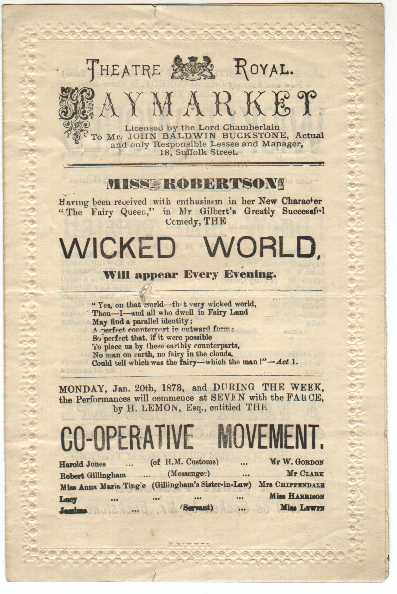 THEATRE ROYAL.
HAYMARKET
Licensed by the Lord Chamberlain
To Mr. JOHN BALDWIN BUCKSTONE, Actual
and only Responsible Lessee and Manager,
18, Suffolk Street.
MISS ROBERTSON
Having been received with enthusiasm in her New Character
"The Fairy Queen," in Mr Gilbert's Greatly Successful
Comedy, THE
WICKED WORLD,
Will appear Every Evening.
"Yes, on that world—that very wicked world,
Thou—I—and all who dwell in Fairy Land
May find a parallel identity:
A perfect counterpart in outward form;
So perfect that, if it were possible
To place us by these earthly counterparts,
No man on earth, no fairy in the clouds,
Could tell which was the fairy—which the man!"—Act 1.
MONDAY, Jan. 20th, 1873, and DURING THE WEEK,
the Performances will commence at SEVEN with the FARCE,
by H. LEMON, Esq., entitled THE
CO-OPERATIVE MOVEMENT.
Harold Jones ... (of H.M. Customs) ... Mr W. GORDON
Robert Gillingham ... (Messenger) ... Mr CLARK
Miss Anna Maria Tingle (Gillingham's Sister-in-Law) Mrs CHIPPENDALE
Lucy ... ... ... ... Miss HARRISON
Jemima ... (Servant) ... Miss LEWIN